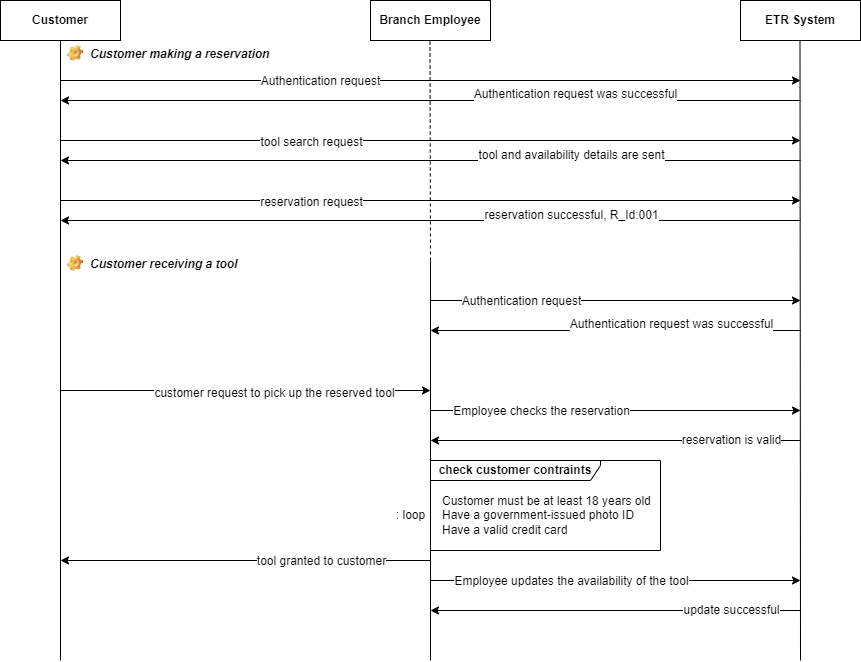 Customer
Branch Employee
ETR System
Customer making a reservation
Authentication request
Authentication request was successful
tool search request
tool and availability details are sent
reservation request
reservation successful, R_Id:001
Customer receiving a tool
Authentication request
Authentication request was successful
customer request to pick up the reserved tool
Employee checks the reservation
reservation is valid
check customer contraints
Customer must be at least 18 years old
: loop
Have a government-issued photo ID
Have a valid credit card
tool granted to customer
Employee updates the availability of the tool
update successful